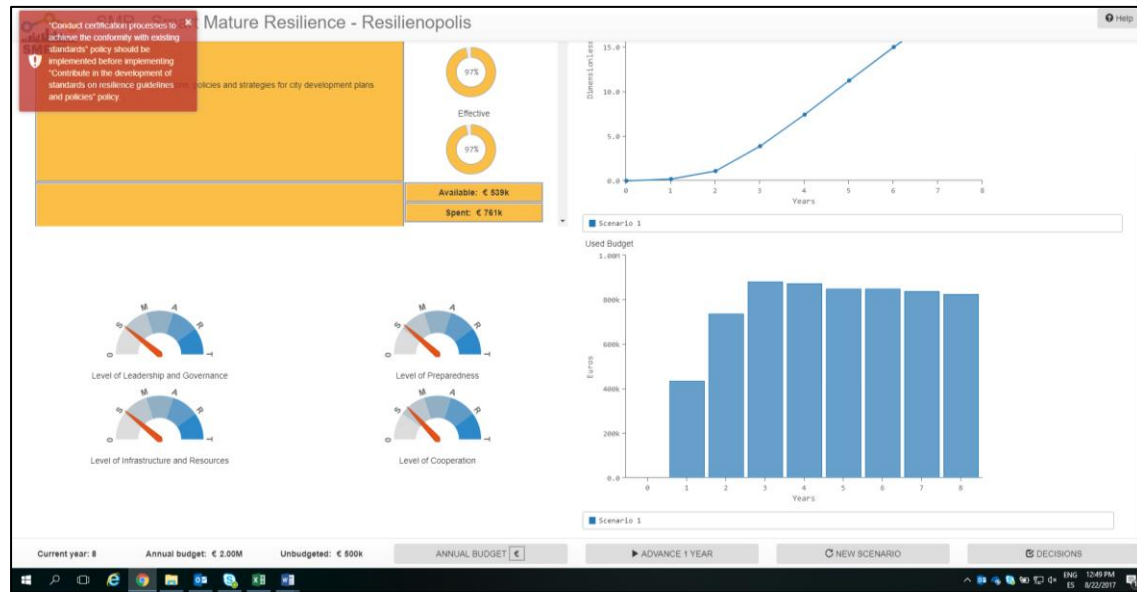 SMR - Smart Mature Resilience - Resilienopolis
Help
"Conduct certification processes to
achieve the conformity with existing
standards" policy should be
implemented before implementing
"Contribute in the development of
standards on resilience guidelines
and policies" policy.
policies and strategies for city development plans
97%
Effective
97%
Available: € 539k
Spent: € 761k
Dimensionless
15.0
10.0
5.0
0.0
0 1 2 3 4 5 6 7 8
Years
Scenario 1
Used Budget
1.00M
800k
600k
400k
200k
0.0
Euros
0 1 2 3 4 5 6 7 8
Years
Scenario 1
O S M A R T
Level of Leadership and Governance
O S M A R T
Level of Preparedness
O S M A R T
Level of Infrastructure and Resources
O S M A R T
Level of Cooperation
Current year: 8
Annual budget: € 2.00M
Unbudgeted: € 500k
ANNUAL BUDGET €
ADVANCE 1 YEAR
NEW SCENARIO
DECISIONS
ENG
ES
12:49 PM
8/22/2017